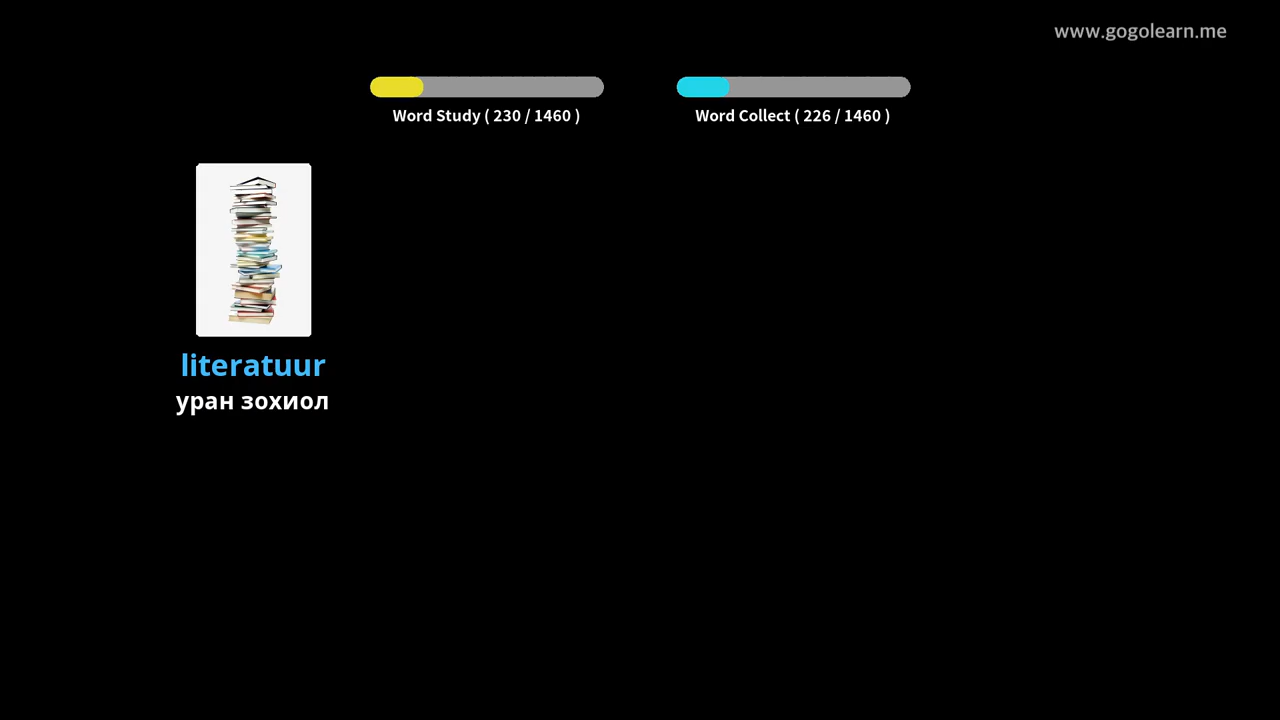 www.gogolearn.me
Word Study ( 230 / 1460 )
Word Collect ( 226 / 1460 )
literatuur
уран зохиол